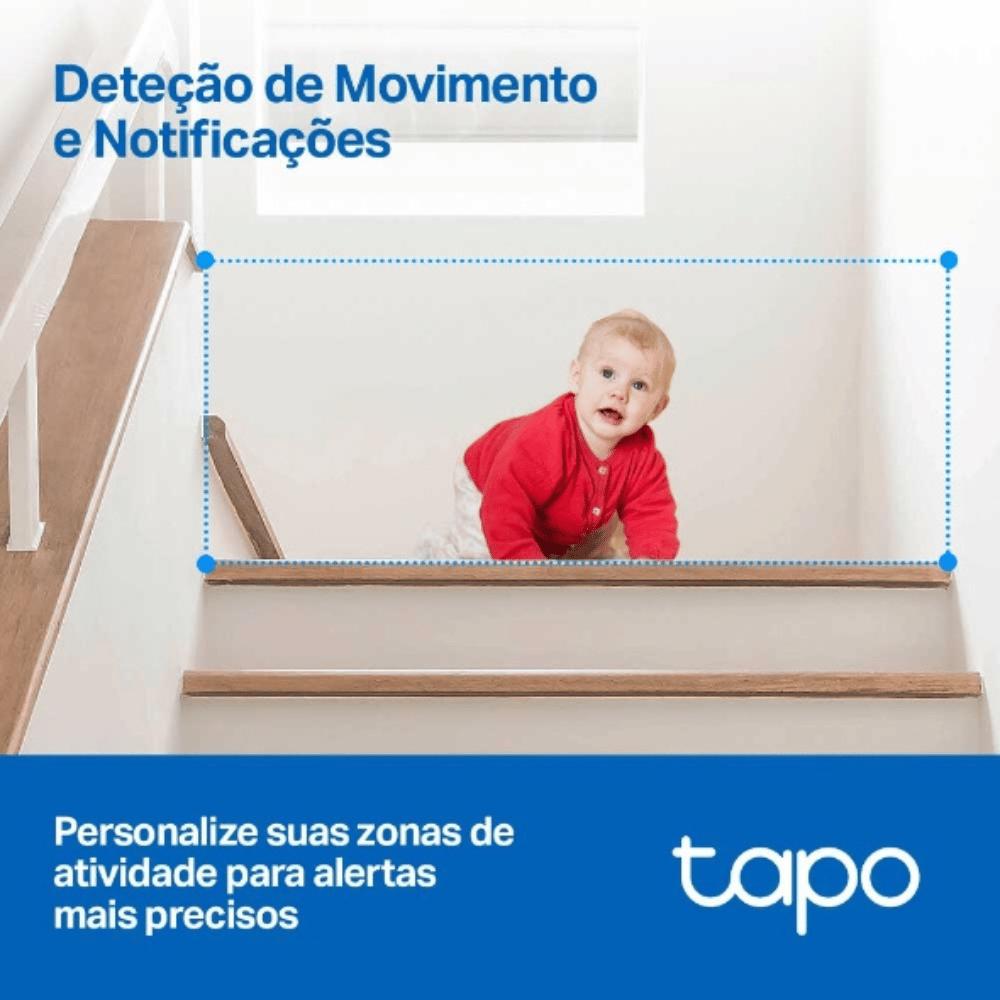 Deteção de Movimento
e Notificações
Personalize suas zonas de
atividade para alertas
mais precisos
tapo